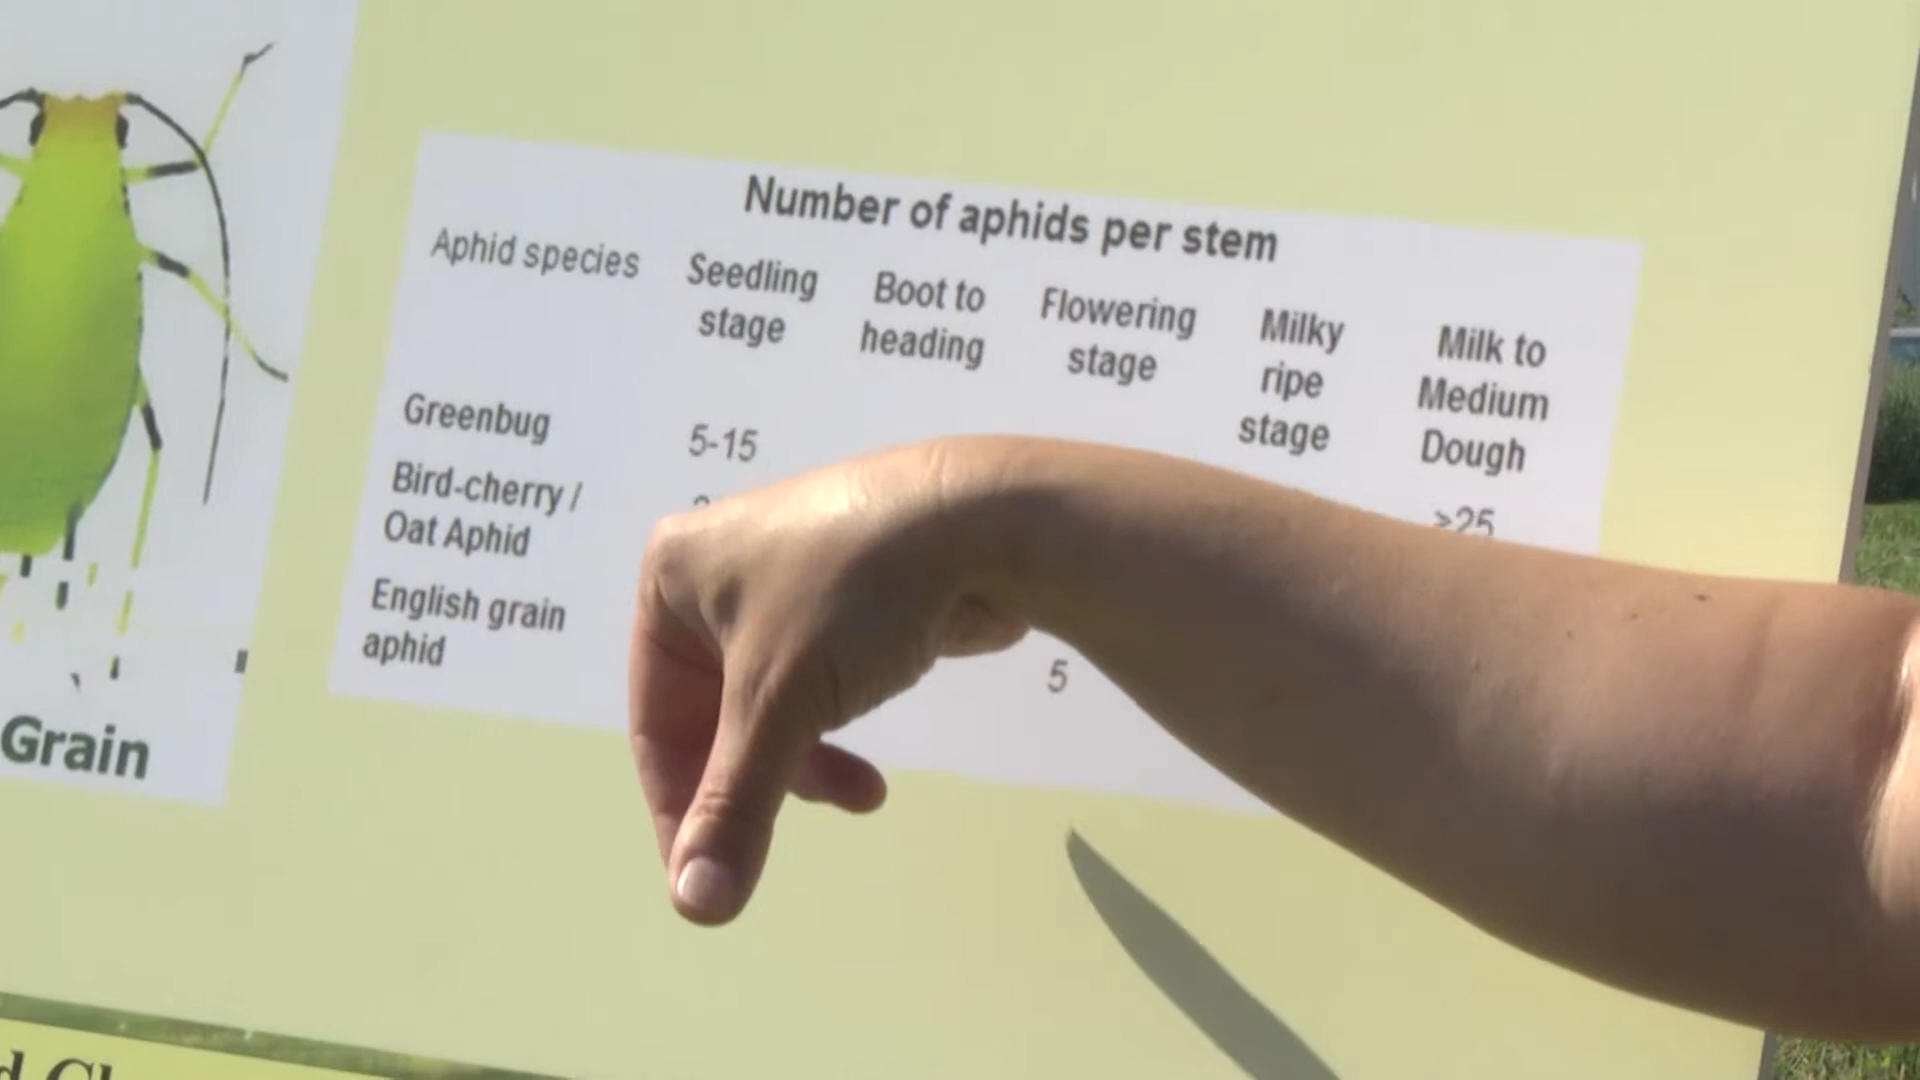 Number of aphids per stem
Aphid species Seedling stage Boot to heading Flowering stage Milky ripe stage Milk to Medium Dough
Greenbug 5-15 >25
Bird-cherry / Oat Aphid
English grain aphid 5
Grain